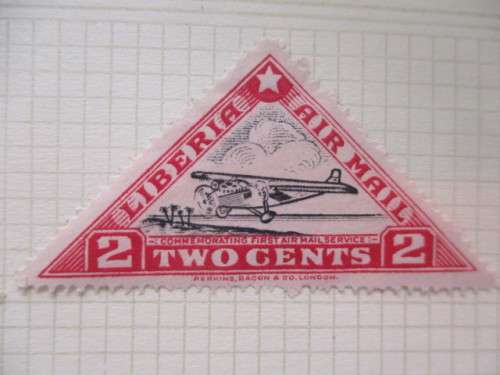 LIBERIA
AIR MAIL
COMMEMORATING FIRST AIR MAIL SERVICE
2 TWO CENTS 2
PERKINS, BACON & CO. LONDON.